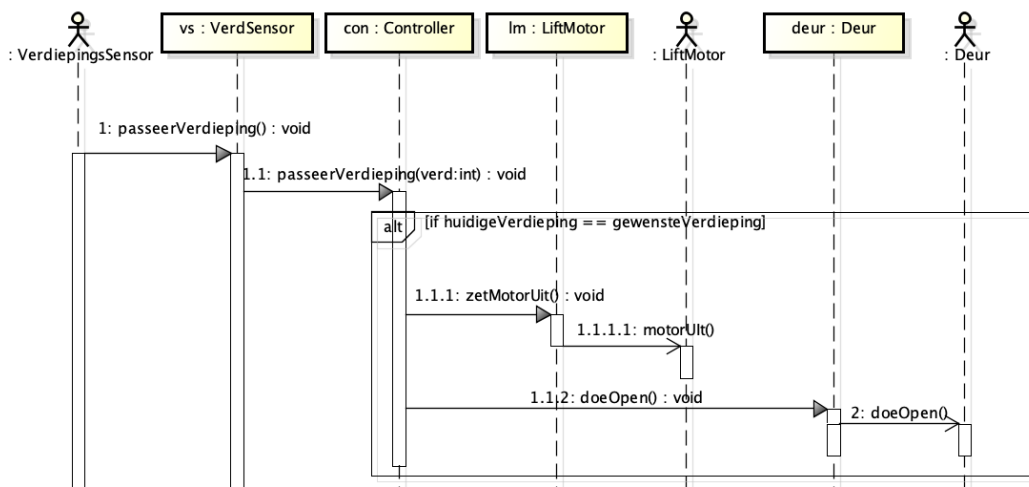 vs : VerdSensor
con : Controller
lm : LiftMotor
deur : Deur
: VerdiepingsSensor
: LiftMotor
: Deur
1: passeerVerdieping() : void
1.1: passeerVerdieping(verd:int) : void
alt
[if huidigeVerdieping == gewensteVerdieping]
1.1.1: zetMotorUit() : void
1.1.1.1: motorUIt()
1.1.2: doeOpen() : void
2: doeOpen()